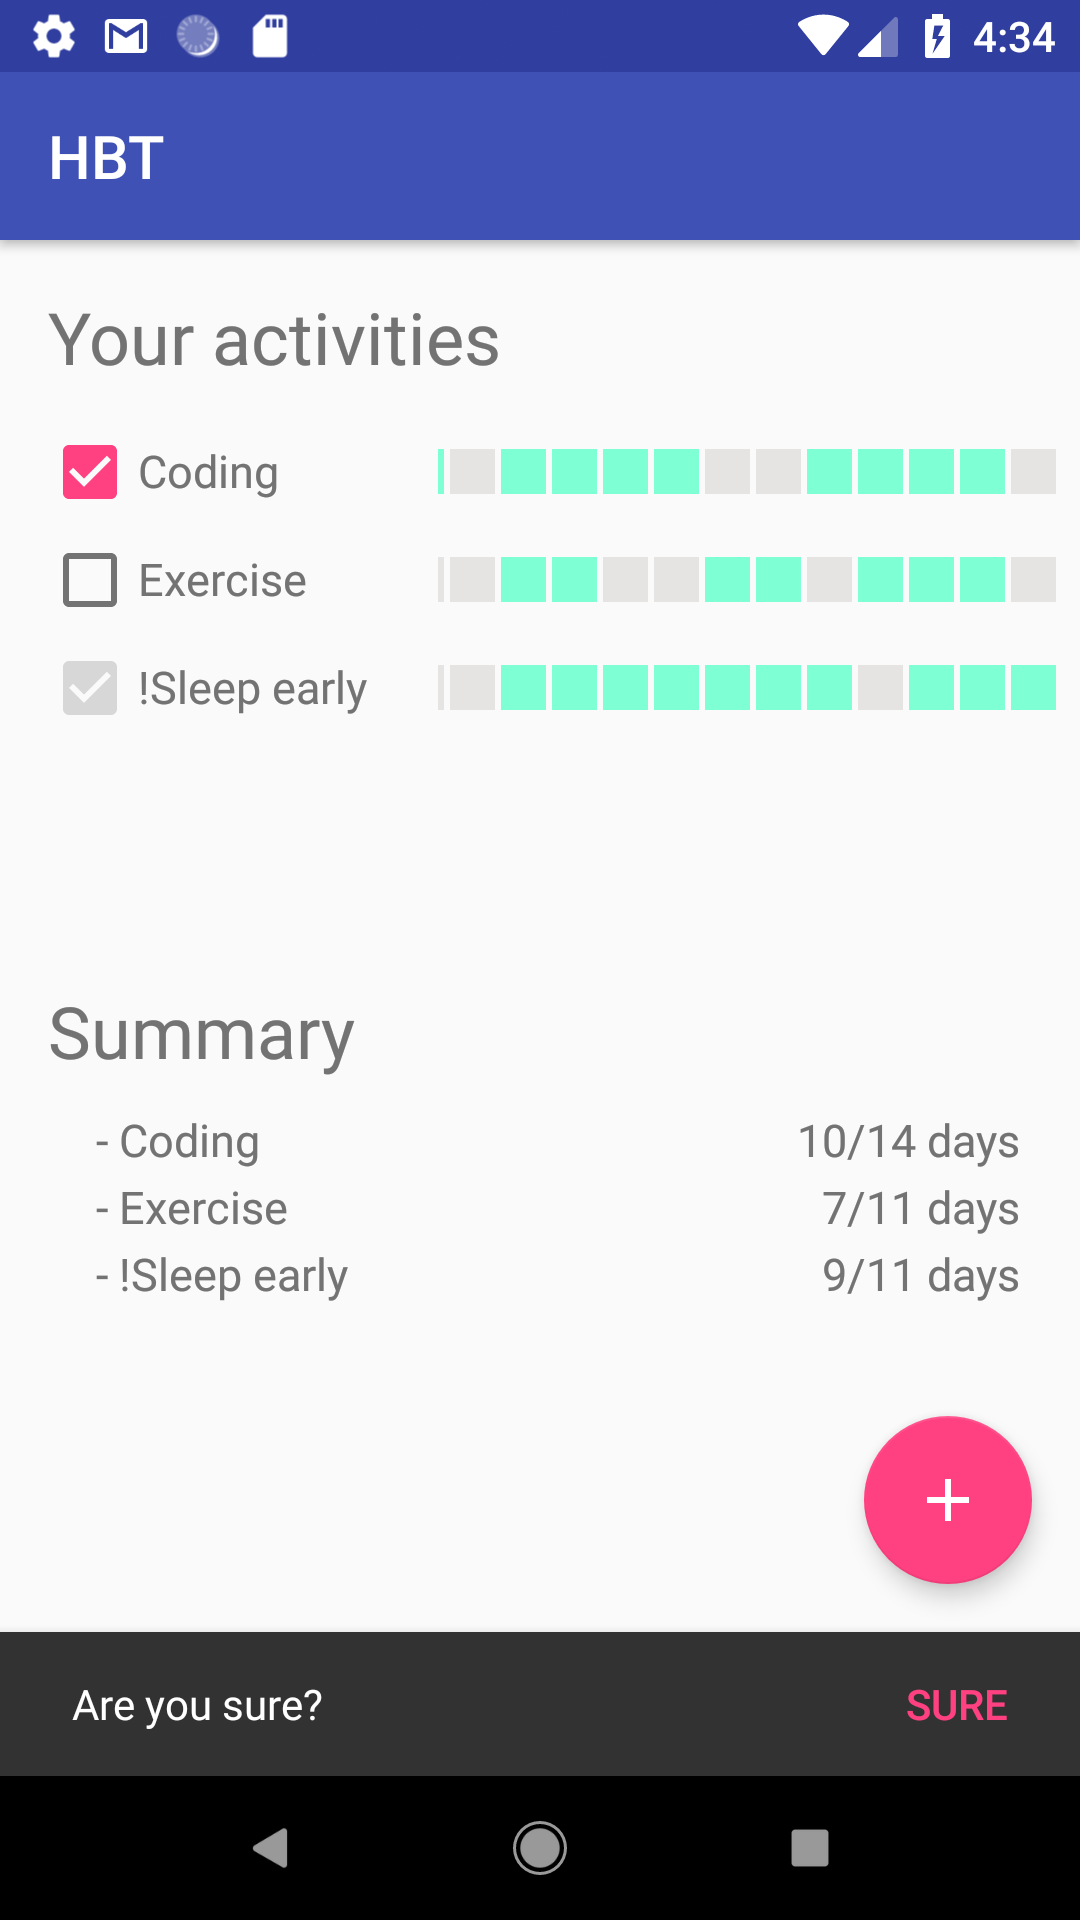 4:34
HBT
Your activities
Coding
Exercise
!Sleep early
Summary
- Coding 10/14 days
- Exercise 7/11 days
- !Sleep early 9/11 days
Are you sure? SURE